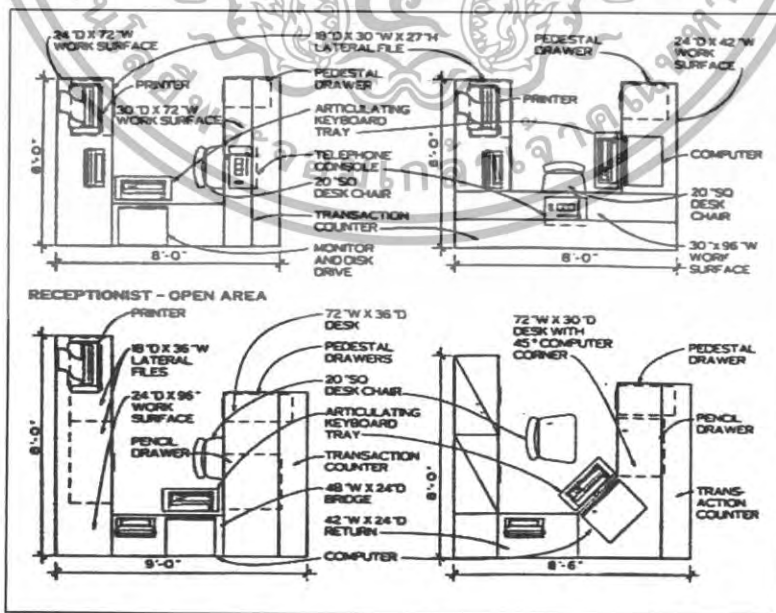 24"D X 72"W
WORK SURFACE
18"D X 30"W X 27"H
LATERAL FILE
PEDESTAL
DRAWER
24"D X 42"W
WORK
SURFACE
PRINTER
PEDESTAL
DRAWER
PRINTER
30"D X 72"W
WORK SURFACE
ARTICULATING
KEYBOARD
TRAY
TELEPHONE
CONSOLE
COMPUTER
20"SQ
DESK CHAIR
20"SQ
DESK
CHAIR
TRANSACTION
COUNTER
MONITOR
AND DISK
DRIVE
30"X 96"W
WORK
SURFACE
8'-0"
8'-0"
8'-0"
8'-0"
RECEPTIONIST - OPEN AREA
PRINTER
72"W X 36"D
DESK
72"W X 30"D
DESK WITH
45° COMPUTER
CORNER
PEDESTAL
DRAWER
18"D X 36"W
LATERAL
FILES
PEDESTAL
DRAWERS
20"SQ
DESK CHAIR
24"D X 96"
WORK
SURFACE
ARTICULATING
KEYBOARD
TRAY
PENCIL
DRAWER
PENCIL
DRAWER
TRANSACTION
COUNTER
TRANS-
ACTION
COUNTER
48"W X 24"D
BRIDGE
42"W X 24"D
RETURN
COMPUTER
8'-0"
9'-0"
8'-0"
8'-6"